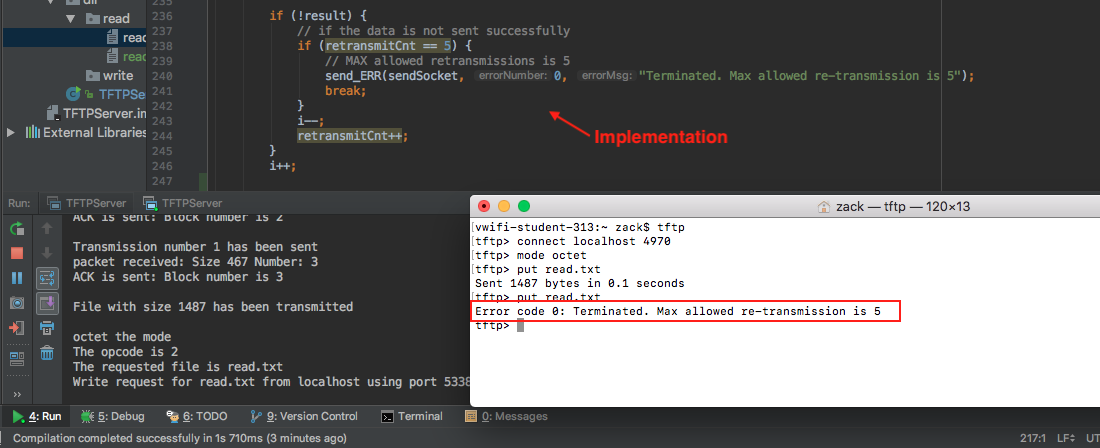 dir
235
236 if (!result) {
read
237 // if the data is not sent successfully
read
238 if (retransmitCnt == 5) {
read
239 // MAX allowed retransmissions is 5
write
240 send_ERR(sendSocket, errorNumber: 0, errorMsg: "Terminated. Max allowed re-transmission is 5");
TFTPSe
241 break;
TFTPServer.im
242 }
External Libraries
243 i--;
Implementation
244 retransmitCnt++;
245 }
246 i++;
247
Run: TFTPServer TFTPServer
ACK is sent: Block number is 2
Transmission number 1 has been sent
packet received: Size 467 Number: 3
ACK is sent: Block number is 3
File with size 1487 has been transmitted
octet the mode
The opcode is 2
The requested file is read.txt
Write request for read.txt from localhost using port 5338
zack — tftp — 120×13
[vwifi-student-313:~ zack$ tftp
[tftp> connect localhost 4970
[tftp> mode octet
[tftp> put read.txt
Sent 1487 bytes in 0.1 seconds
[tftp> put read.txt
Error code 0: Terminated. Max allowed re-transmission is 5
tftp>
4: Run 5: Debug 6: TODO 9: Version Control Terminal 0: Messages
Compilation completed successfully in 1s 710ms (3 minutes ago) 217:1 LF÷ UT